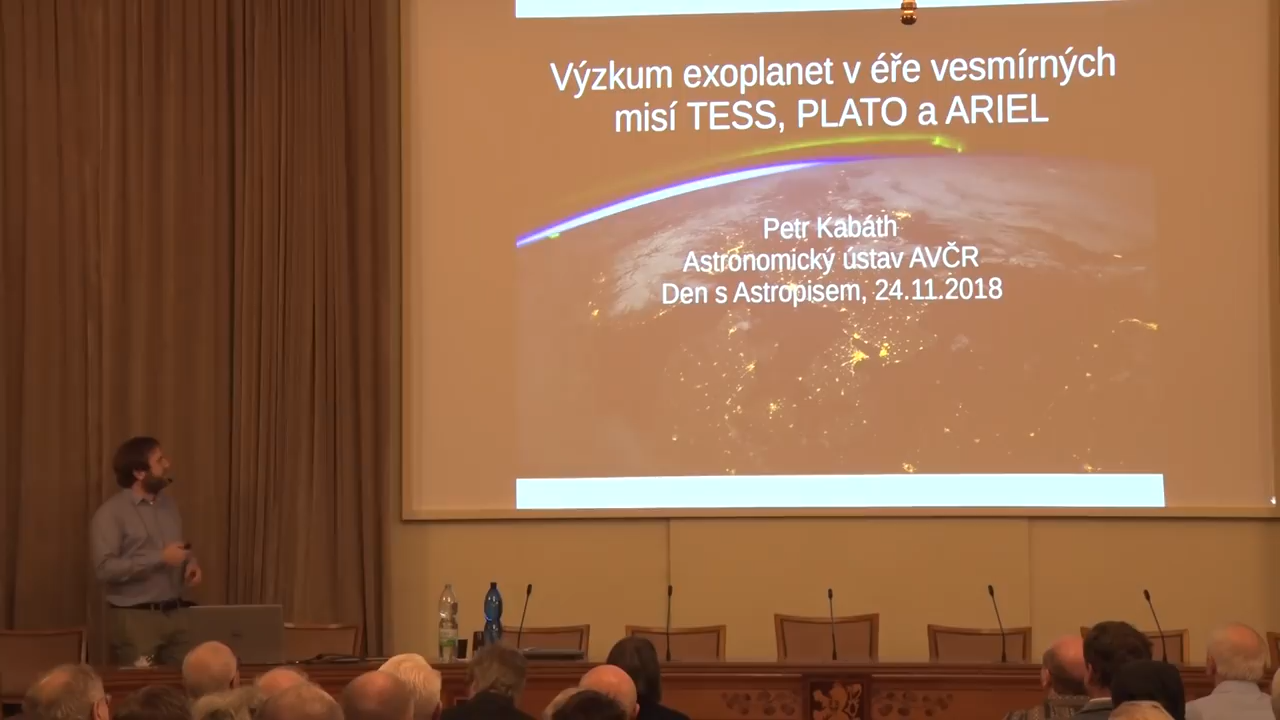 Výzkum exoplanet v éře vesmírných
misí TESS, PLATO a ARIEL
Petr Kabáth
Astronomický ústav AVČR
Den s Astropisem, 24.11.2018